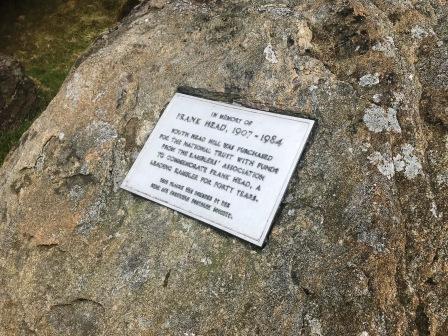 IN MEMORY OF
FRANK HEAD, 1907-1984
SOUTH HEAD HILL WAS PURCHASED
FOR THE NATIONAL TRUST WITH FUNDS
FROM THE RAMBLERS' ASSOCIATION
TO COMMEMORATE FRANK HEAD, A
LEADING RAMBLER FOR FORTY YEARS.
THIS PLAQUE WAS ERECTED BY THE
PEAK AND NORTHERN FOOTPATHS SOCIETY.